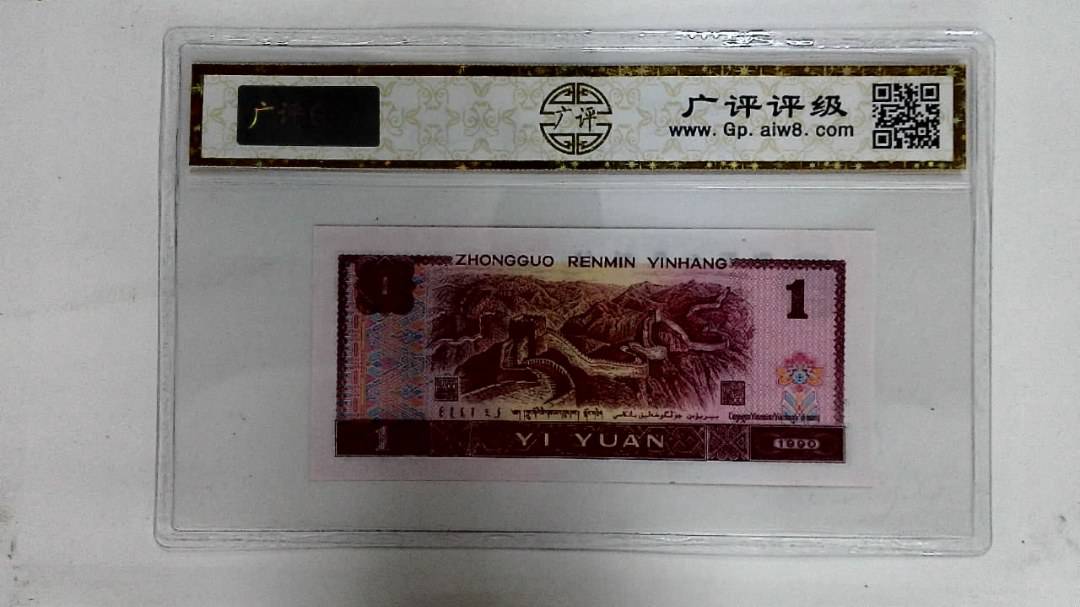 广评
广评
广评评级
www.Gp.aiw8.com
ZHONGGUO RENMIN YINHANG
1
1
1
YI YUAN
1990